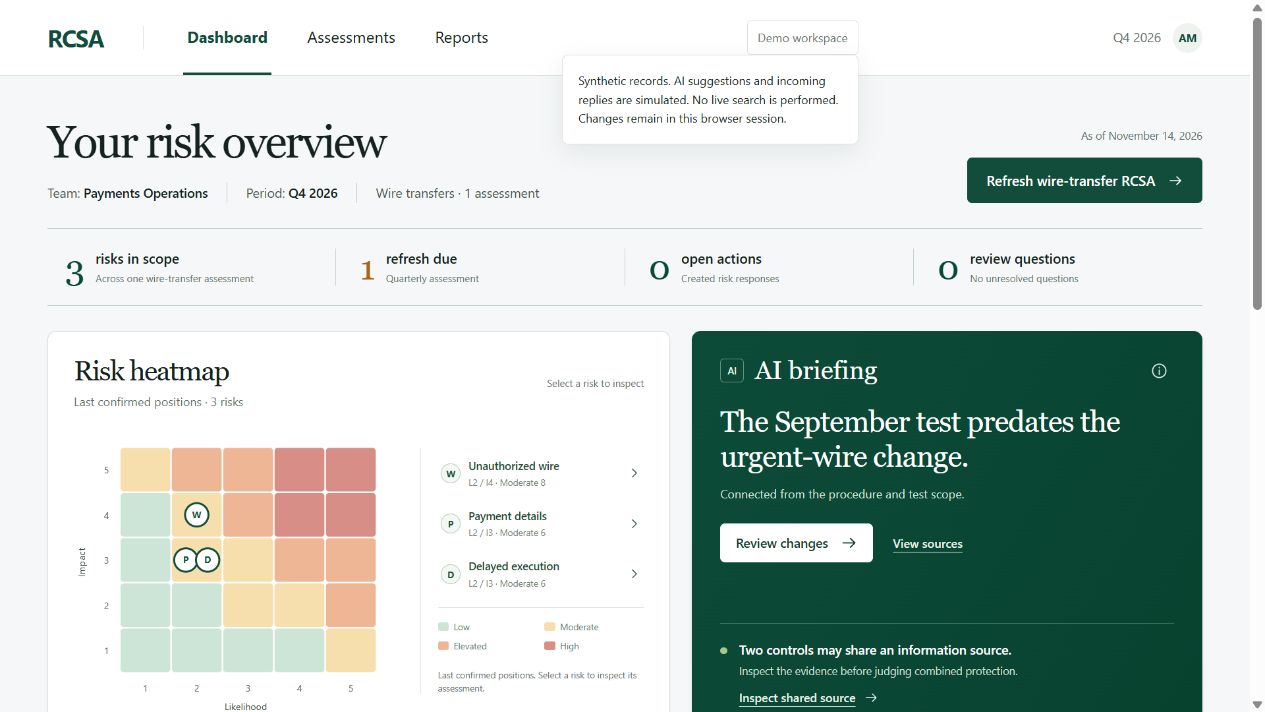 RCSA
Dashboard
Assessments
Reports
Demo workspace
Q4 2026
AM
Synthetic records. AI suggestions and incoming
replies are simulated. No live search is performed.
Changes remain in this browser session.
Your risk overview
As of November 14, 2026
Team: Payments Operations
Period: Q4 2026
Wire transfers · 1 assessment
Refresh wire-transfer RCSA
3
risks in scope
Across one wire-transfer assessment
1
refresh due
Quarterly assessment
0
open actions
Created risk responses
0
review questions
No unresolved questions
Risk heatmap
Last confirmed positions · 3 risks
Select a risk to inspect
Impact
5
4
3
2
1
W
P
D
1
2
3
4
5
Likelihood
W
Unauthorized wire
L2 / I4 · Moderate 8
P
Payment details
L2 / I3 · Moderate 6
D
Delayed execution
L2 / I3 · Moderate 6
Low
Moderate
Elevated
High
Last confirmed positions. Select a risk to inspect its
assessment.
AI
AI briefing
The September test predates the
urgent-wire change.
Connected from the procedure and test scope.
Review changes
View sources
Two controls may share an information source.
Inspect the evidence before judging combined protection.
Inspect shared source